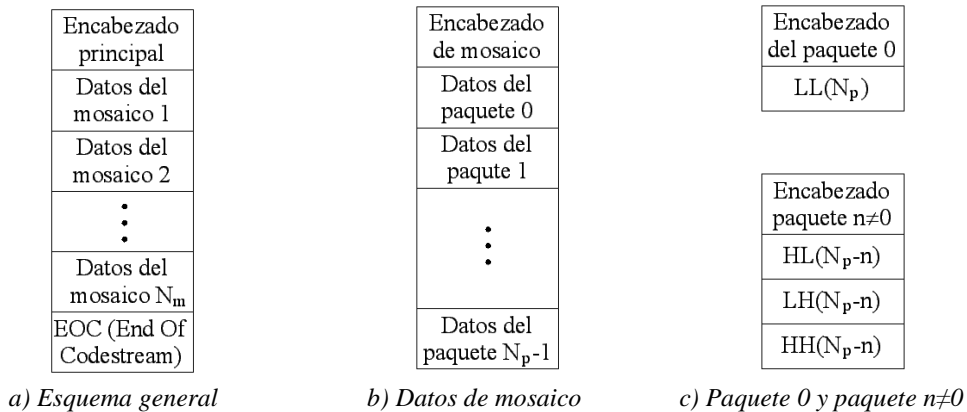 Encabezado
principal
Datos del
mosaico 1
Datos del
mosaico 2
Datos del
mosaico Nm
EOC (End Of
Codestream)
a) Esquema general
Encabezado
de mosaico
Datos del
paquete 0
Datos del
paqute 1
Datos del
paquete Np-1
b) Datos de mosaico
Encabezado
del paquete 0
LL(Np)
Encabezado
paquete n≠0
HL(Np-n)
LH(Np-n)
HH(Np-n)
c) Paquete 0 y paquete n≠0